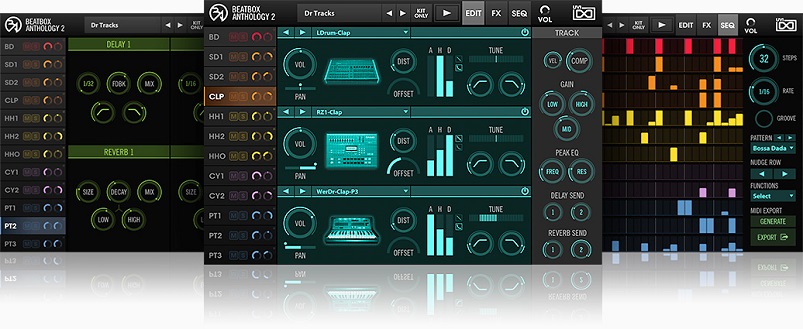 BEATBOX
ANTHOLOGY 2
Dr Tracks
KIT
ONLY
BD
SD1
SD2
CLP
HH1
HH2
HHO
CY1
CY2
PT1
PT2
PT3
M S
DELAY 1
1/32
FDBK
MIX
1/16
REVERB 1
SIZE
DECAY
MIX
SIZE
LOW
HIGH
BEATBOX
ANTHOLOGY 2
Dr Tracks
KIT
ONLY
EDIT
FX
SEQ
VOL
BD
SD1
SD2
CLP
HH1
HH2
HHO
CY1
CY2
PT1
PT2
PT3
M S
LDrum-Clap
VOL
PAN
DIST
OFFSET
A H D
TUNE
RZ1-Clap
VOL
PAN
DIST
OFFSET
A H D
TUNE
WerDr-Clap-P3
VOL
PAN
DIST
OFFSET
A H D
TUNE
TRACK
VEL
COMP
GAIN
LOW
HIGH
MID
PEAK EQ
FREQ
RES
DELAY SEND
1
2
REVERB SEND
1
2
KIT
ONLY
EDIT
FX
SEQ
VOL
32
STEPS
1/16
RATE
GROOVE
PATTERN
Bossa Dada
NUDGE ROW
FUNCTIONS
Select
MIDI EXPORT
GENERATE
EXPORT